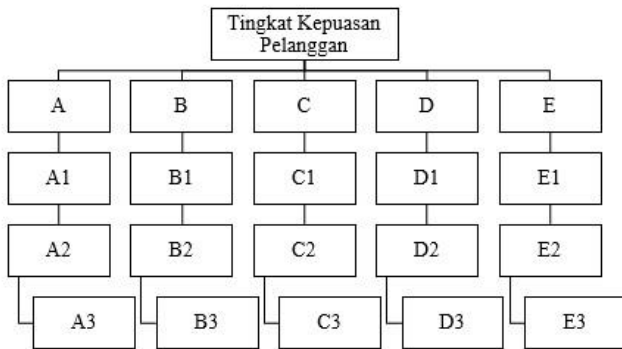 Tingkat Kepuasan
Pelanggan
A B C D E
A1 B1 C1 D1 E1
A2 B2 C2 D2 E2
A3 B3 C3 D3 E3